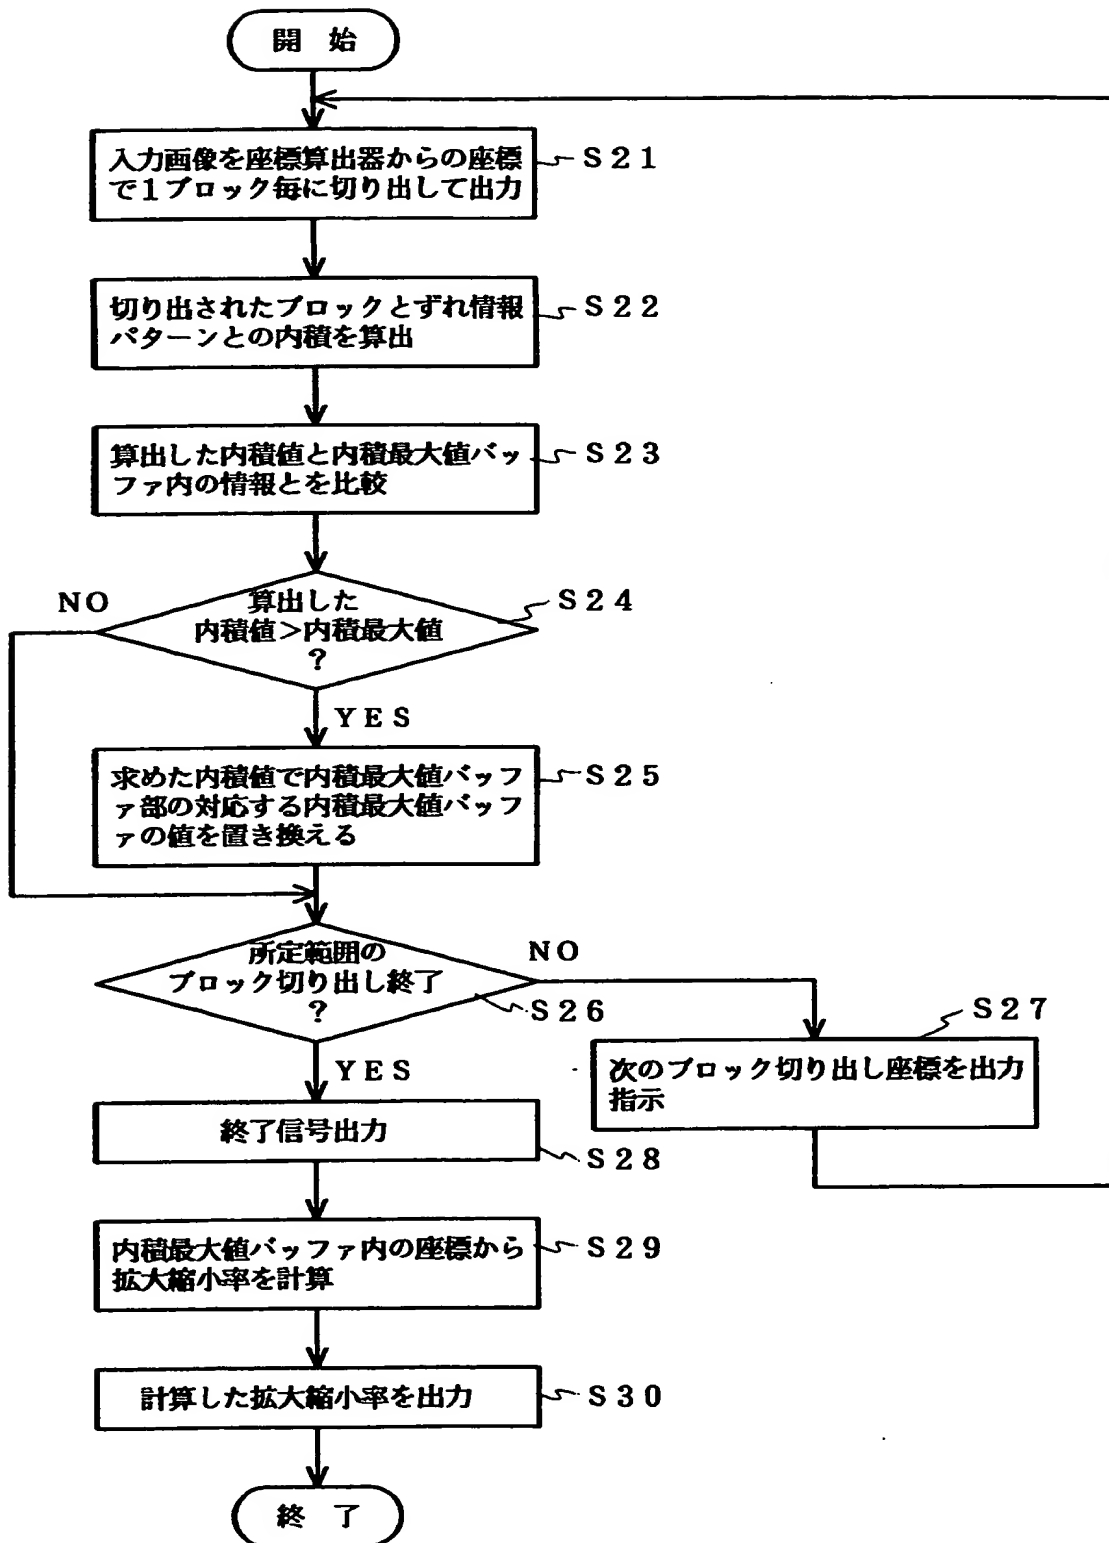 開　始
入力画像を座標算出器からの座標
で１ブロック毎に切り出して出力
Ｓ２１
切り出されたブロックとずれ情報
パターンとの内積を算出
Ｓ２２
算出した内積値と内積最大値バッ
ファ内の情報とを比較
Ｓ２３
算出した
内積値＞内積最大値
？
Ｓ２４
ＮＯ
ＹＥＳ
求めた内積値で内積最大値バッフ
ァ部の対応する内積最大値バッフ
ァの値を置き換える
Ｓ２５
所定範囲の
ブロック切り出し終了
？
Ｓ２６
ＮＯ
Ｓ２７
次のブロック切り出し座標を出力
指示
ＹＥＳ
終了信号出力
Ｓ２８
内積最大値バッファ内の座標から
拡大縮小率を計算
Ｓ２９
計算した拡大縮小率を出力
Ｓ３０
終　了